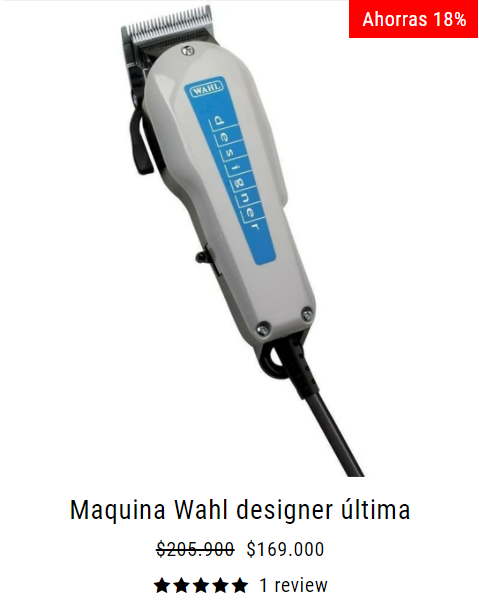 Ahorras 18%
WAHL
designer
Maquina Wahl designer última
$205.900 $169.000
★★★★★ 1 review